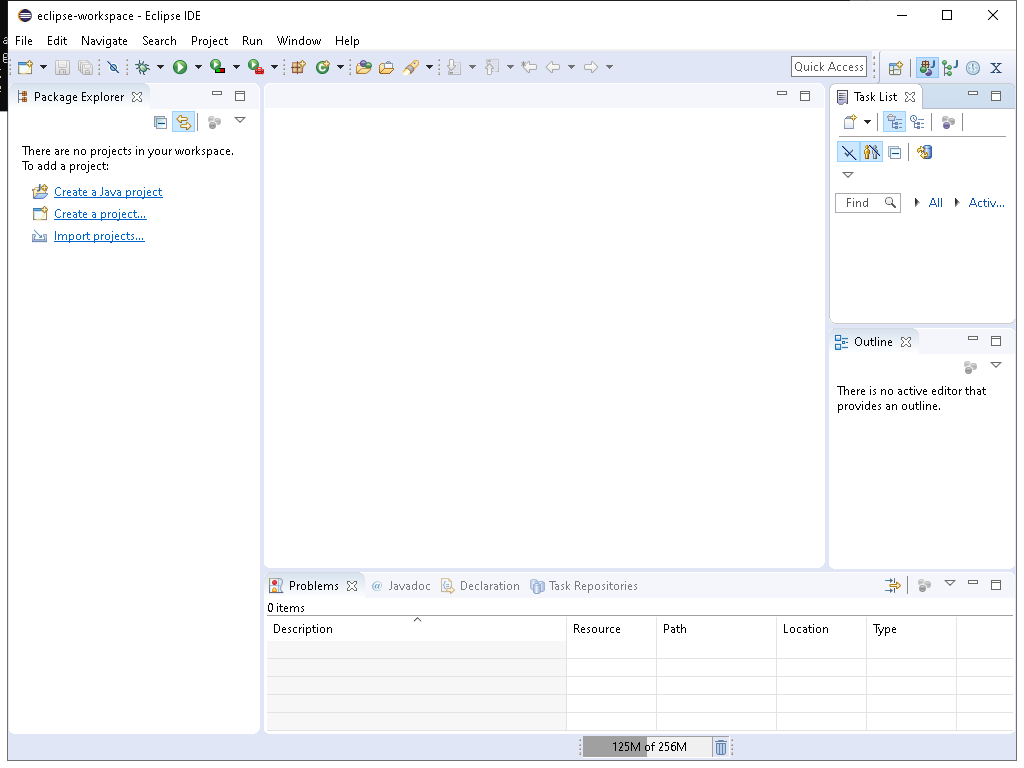 eclipse-workspace - Eclipse IDE
File Edit Navigate Search Project Run Window Help
Quick Access
Package Explorer
There are no projects in your workspace.
To add a project:
Create a Java project
Create a project...
Import projects...
Task List
Find All Activ...
Outline
There is no active editor that
provides an outline.
Problems @ Javadoc Declaration Task Repositories
0 items
Description Resource Path Location Type
125M of 256M